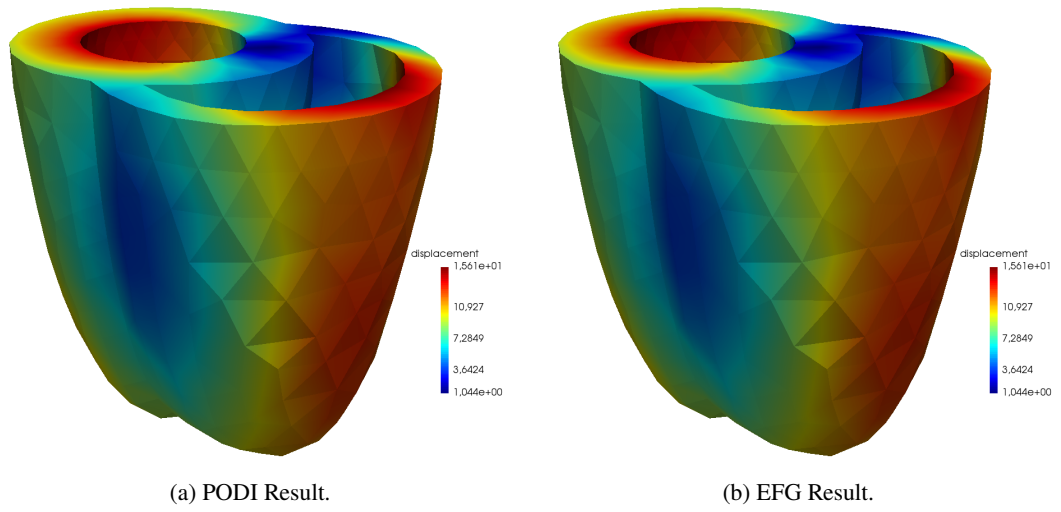 displacement
1,561e+01
10,927
7,2849
3,6424
1,044e+00
displacement
1,561e+01
10,927
7,2849
3,6424
1,044e+00
(a) PODI Result.
(b) EFG Result.